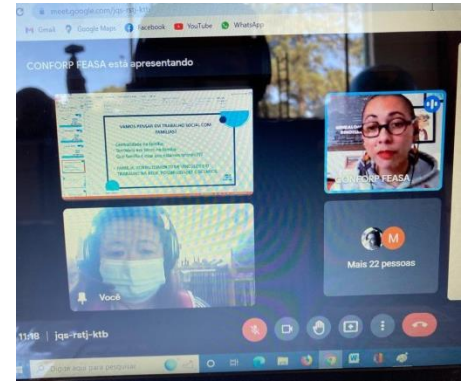 meet.google.com/jqs-rstj-ktb
Gmail Google Maps Facebook YouTube WhatsApp
CONFORP FEASA está apresentando
VAMOS PENSAR EM TRABALHO SOCIAL COM
FAMÍLIAS?
CONFORP FEASA
Você
M
Mais 22 pessoas
11:18 | jqs-rstj-ktb
Digite aqui para pesquisar